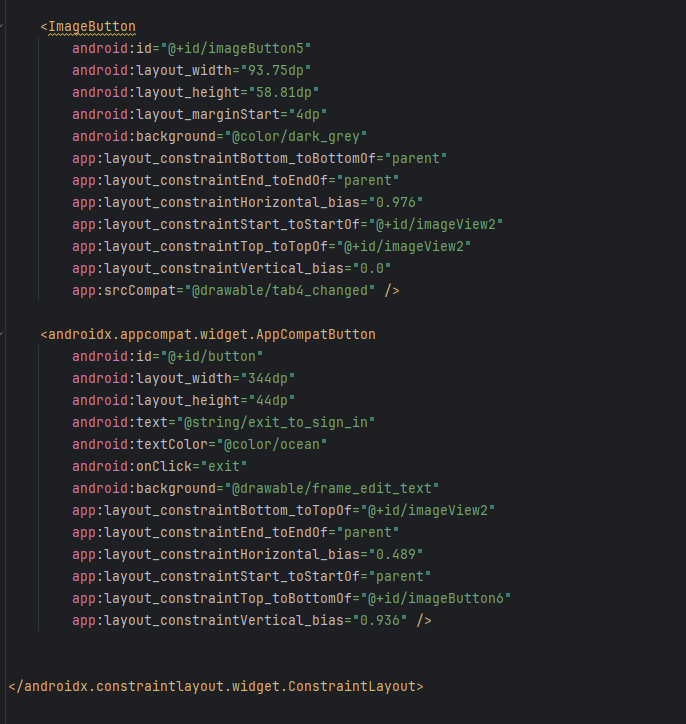 <ImageButton
android:id="@+id/imageButton5"
android:layout_width="93.75dp"
android:layout_height="58.81dp"
android:layout_marginStart="4dp"
android:background="@color/dark_grey"
app:layout_constraintBottom_toBottomOf="parent"
app:layout_constraintEnd_toEndOf="parent"
app:layout_constraintHorizontal_bias="0.976"
app:layout_constraintStart_toStartOf="@+id/imageView2"
app:layout_constraintTop_toTopOf="@+id/imageView2"
app:layout_constraintVertical_bias="0.0"
app:srcCompat="@drawable/tab4_changed" />
<androidx.appcompat.widget.AppCompatButton
android:id="@+id/button"
android:layout_width="344dp"
android:layout_height="44dp"
android:text="@string/exit_to_sign_in"
android:textColor="@color/ocean"
android:onClick="exit"
android:background="@drawable/frame_edit_text"
app:layout_constraintBottom_toTopOf="@+id/imageView2"
app:layout_constraintEnd_toEndOf="parent"
app:layout_constraintHorizontal_bias="0.489"
app:layout_constraintStart_toStartOf="parent"
app:layout_constraintTop_toBottomOf="@+id/imageButton6"
app:layout_constraintVertical_bias="0.936" />
</androidx.constraintlayout.widget.ConstraintLayout>